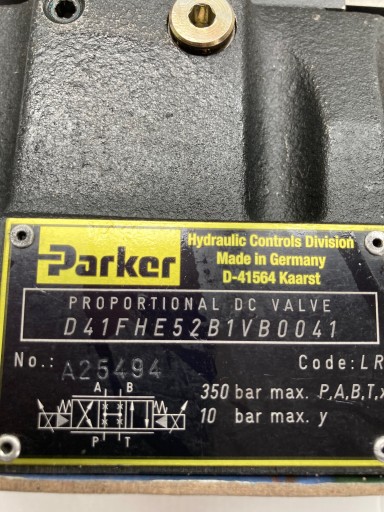 Parker
Hydraulic Controls Division
Made in Germany
D-41564 Kaarst
PROPORTIONAL DC VALVE
D41FHE52B1VB0041
No.: A25494
Code: LR
A B
P T
350 bar max. P,A,B,T,x
10 bar max. y